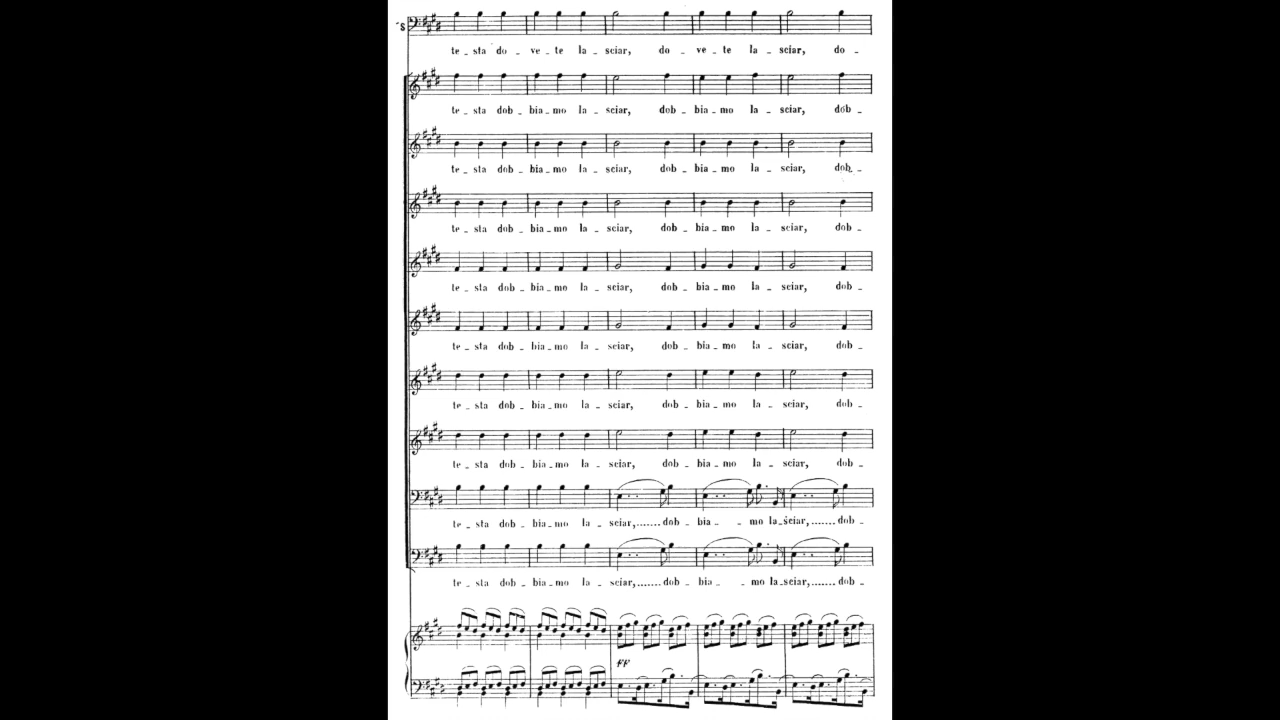 S
te_sta do_ve_te la_sciar, do_ve_te la_sciar, do_
te_sta dob_bia_mo la_sciar, dob_bia_mo la_sciar, dob_
te_sta dob_bia_mo la_sciar, dob_bia_mo la_sciar, dob_
te_sta dob_bia_mo la_sciar, dob_bia_mo la_sciar, dob_
te_sta dob_bia_mo la_sciar, dob_bia_mo la_sciar, dob_
te_sta dob_bia_mo la_sciar, dob_bia_mo la_sciar, dob_
te_sta dob_bia_mo la_sciar, dob_bia_mo la_sciar, dob_
te_sta dob_bia_mo la_sciar, dob_bia_mo la_sciar, dob_
te_sta dob_bia_mo la_sciar,.......dob_bia_mo la_sciar,.......dob_
te_sta dob_bia_mo la_sciar,.......dob_bia_mo la_sciar,.......dob_
ff